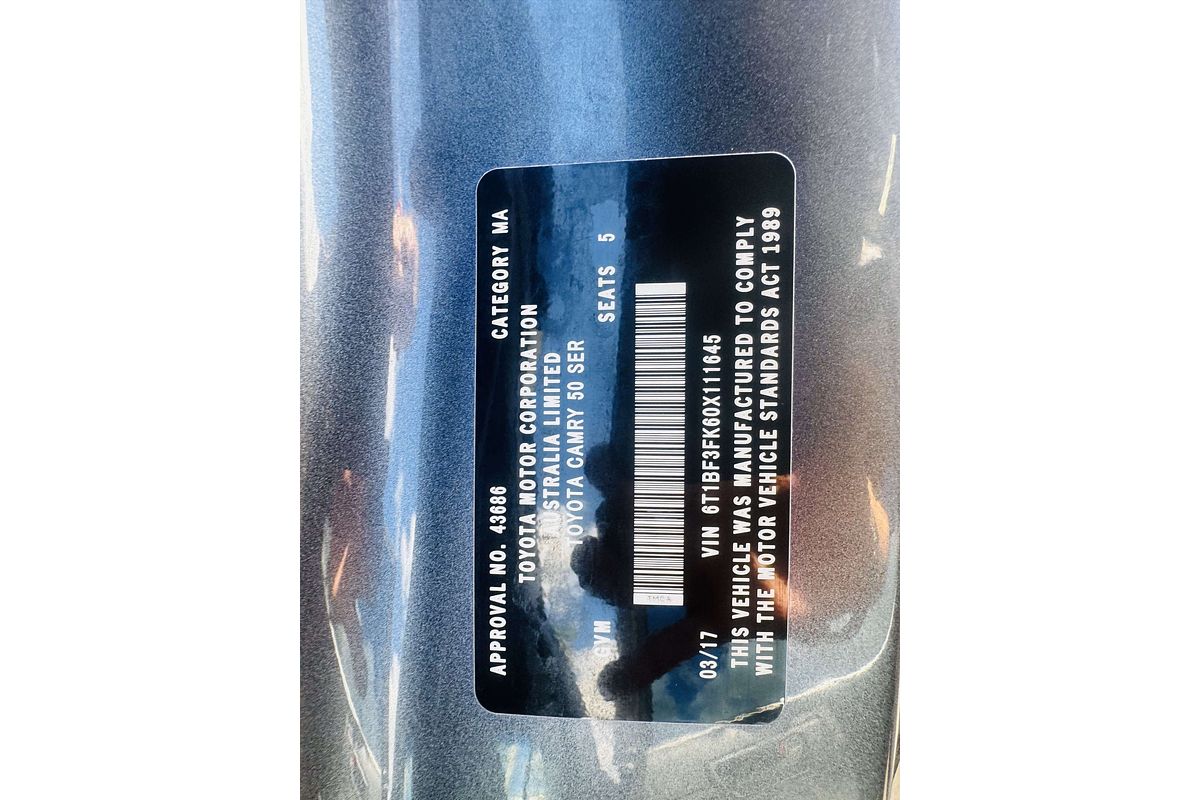 APPROVAL NO. 43686 CATEGORY MA
TOYOTA MOTOR CORPORATION
AUSTRALIA LIMITED
TOYOTA CAMRY 50 SER
GVM SEATS 5
TMCA
03/17 VIN 6T1BF3FK60X111645
THIS VEHICLE WAS MANUFACTURED TO COMPLY
WITH THE MOTOR VEHICLE STANDARDS ACT 1989